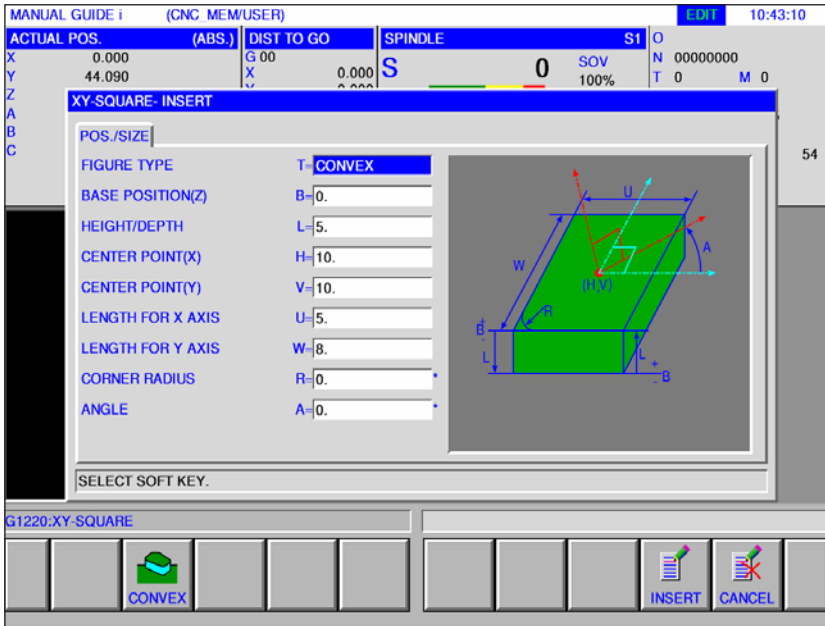 MANUAL GUIDE i (CNC_MEM/USER) EDIT 10:43:10
ACTUAL POS. (ABS.) DIST TO GO SPINDLE S1 O
X 0.000 G 00 S 0 SOV N 00000000
Y 44.090 X 0.000 100% T 0 M 0
Z
A
B
C 54
XY-SQUARE- INSERT
POS./SIZE
FIGURE TYPE T= CONVEX
BASE POSITION(Z) B= 0.
HEIGHT/DEPTH L= 5.
CENTER POINT(X) H= 10.
CENTER POINT(Y) V= 10.
LENGTH FOR X AXIS U= 5.
LENGTH FOR Y AXIS W= 8.
CORNER RADIUS R= 0. *
ANGLE A= 0. *
U
A
W
(H,V)
R
+
B
-
L
L
+
- B
SELECT SOFT KEY.
G1220:XY-SQUARE
CONVEX INSERT CANCEL